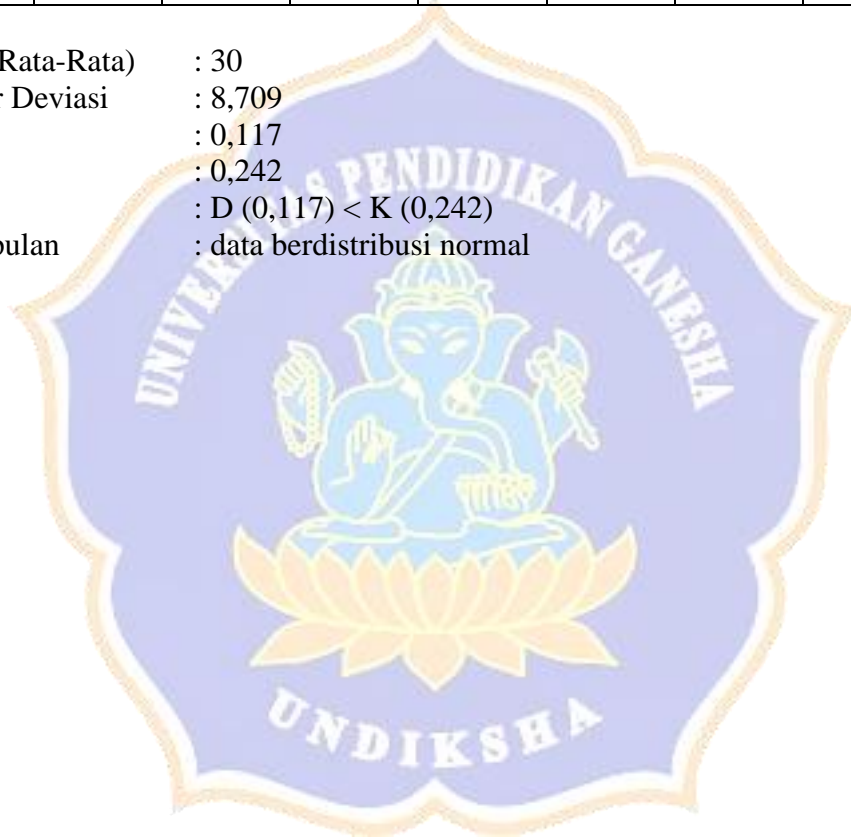 Rata-Rata) : 30
r Deviasi : 8,709
: 0,117
: 0,242
: D (0,117) < K (0,242)
pulan : data berdistribusi normal
UNIVERSITAS PENDIDIKAN GANESHA
UNDIKSHA